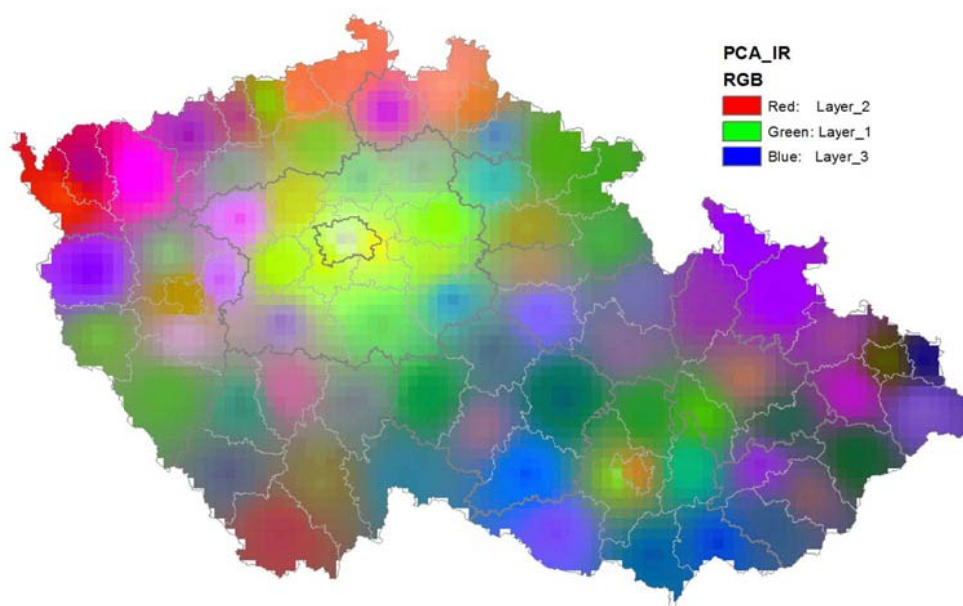 PCA_IR
RGB
Red: Layer_2
Green: Layer_1
Blue: Layer_3